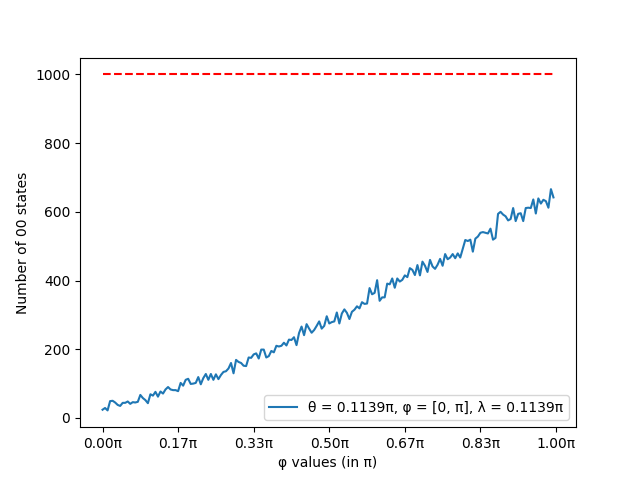 1000
800
600
400
200
0
Number of 00 states
θ = 0.1139π, φ = [0, π], λ = 0.1139π
0.00π 0.17π 0.33π 0.50π 0.67π 0.83π 1.00π
φ values (in π)